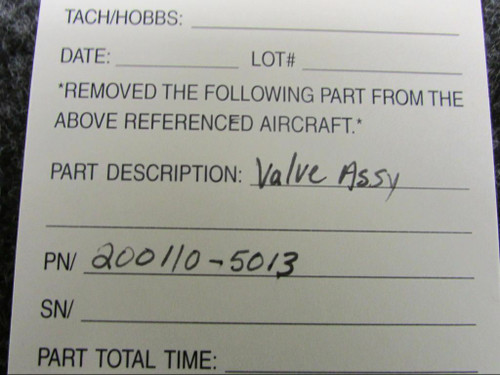 TACH/HOBBS:
DATE: LOT#
*REMOVED THE FOLLOWING PART FROM THE
ABOVE REFERENCED AIRCRAFT.*
PART DESCRIPTION: Valve Assy
PN/ 200110-5013
SN/
PART TOTAL TIME: